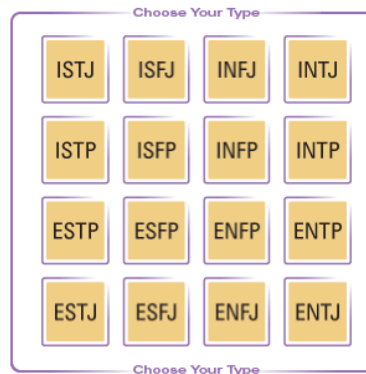 Choose Your Type
ISTJ ISFJ INFJ INTJ
ISTP ISFP INFP INTP
ESTP ESFP ENFP ENTP
ESTJ ESFJ ENFJ ENTJ
Choose Your Type